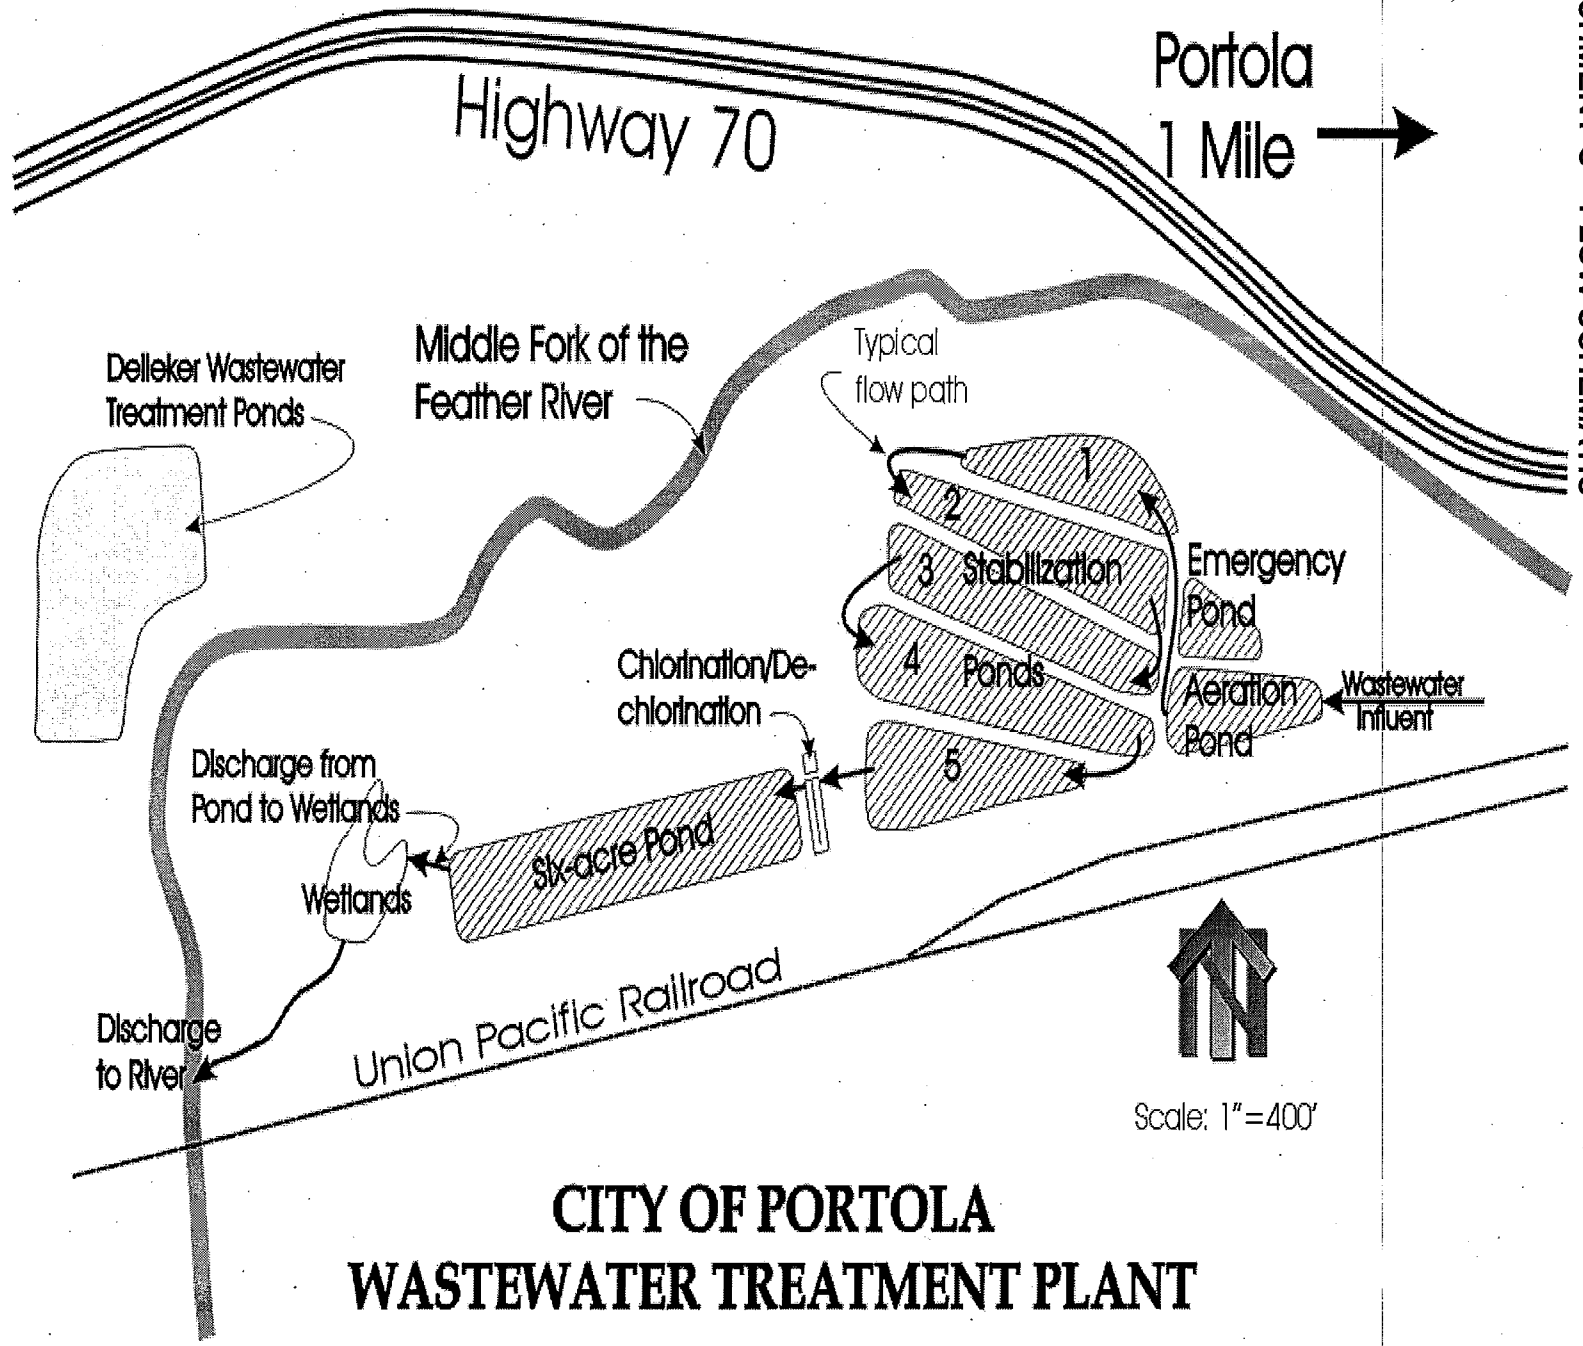 Portola
1 Mile
Highway 70
Middle Fork of the
Feather River
Typical
flow path
Delleker Wastewater
Treatment Ponds
1
2
3
Stabilization
Emergency
Pond
4
Ponds
Chlorination/De-
chlorination
Aeration
Pond
Wastewater
Influent
5
Discharge from
Pond to Wetlands
Six-acre Pond
Wetlands
Union Pacific Railroad
Discharge
to River
N
Scale: 1"=400'
CITY OF PORTOLA
WASTEWATER TREATMENT PLANT